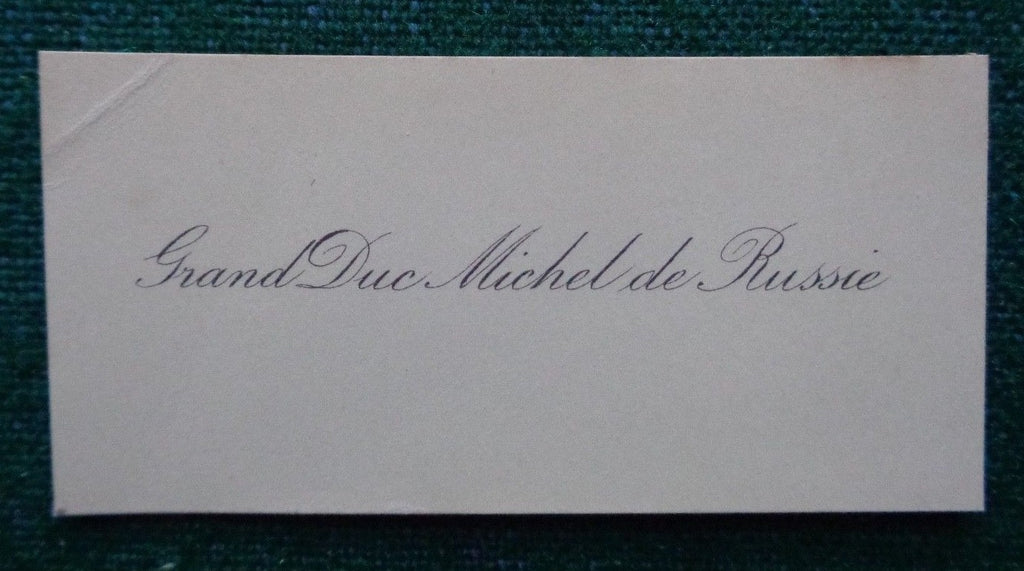 Grand Duc Michel de Russie